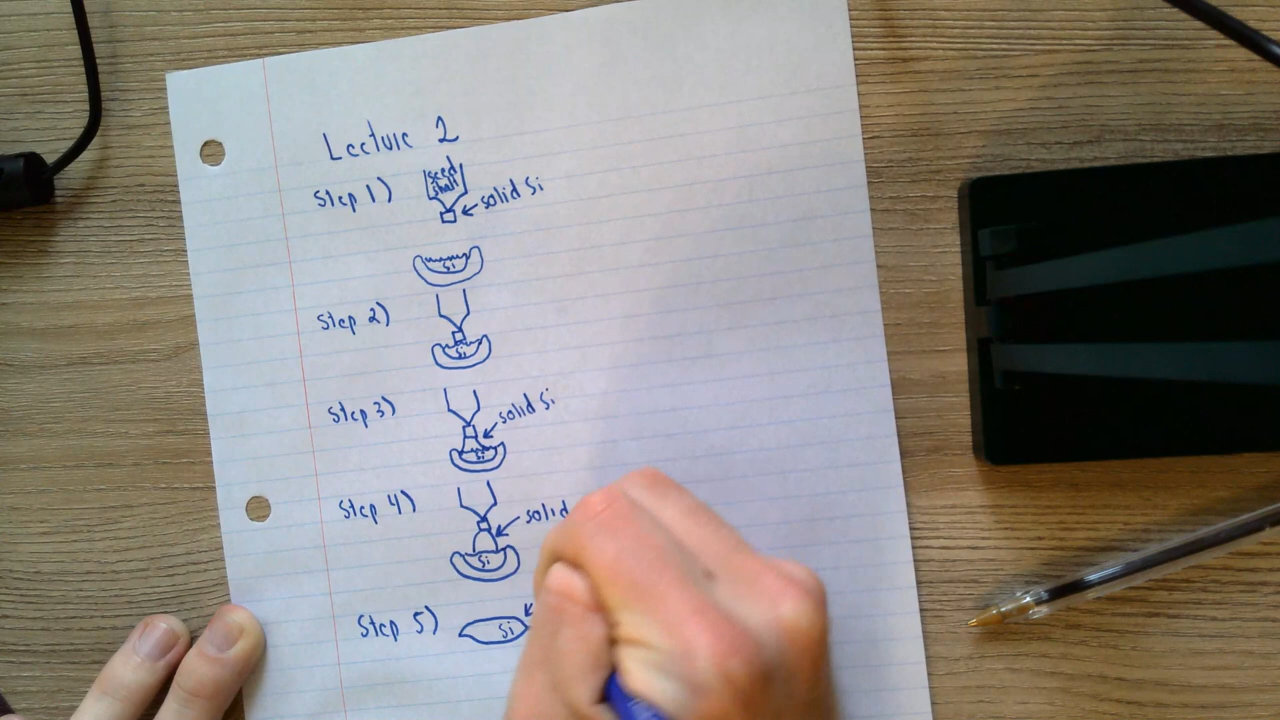 Lecture 2
Step 1)
seed
shaft
solid Si
Si
Step 2)
Si
Step 3)
solid Si
Si
Step 4)
solid
Si
Step 5)
Si